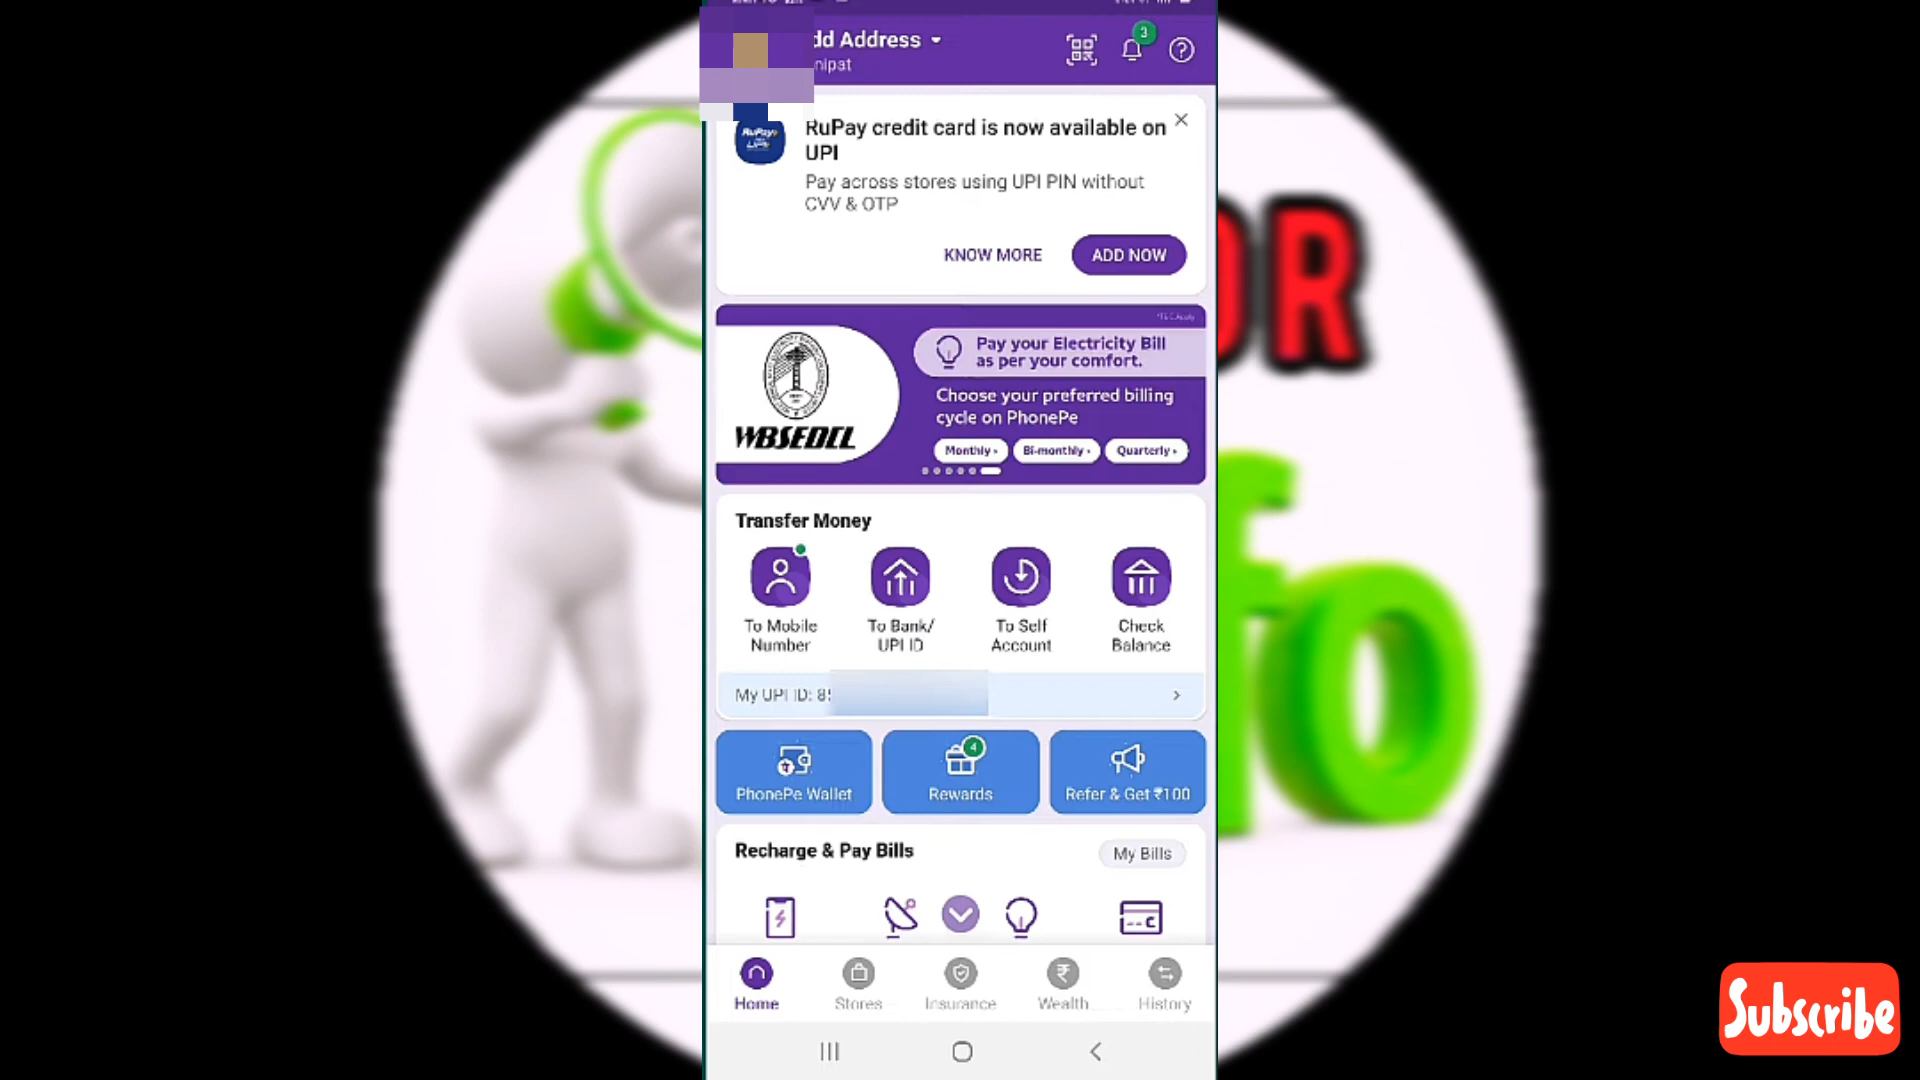 dd Address
nipat
3
RuPay credit card is now available on
UPI
Pay across stores using UPI PIN without
CVV & OTP
KNOW MORE
ADD NOW
Pay your Electricity Bill
as per your comfort.
Choose your preferred billing
cycle on PhonePe
WBSEDCL
Monthly
Bi-monthly
Quarterly
Transfer Money
To Mobile
Number
To Bank/
UPI ID
To Self
Account
Check
Balance
My UPI ID: 8
4
PhonePe Wallet
Rewards
Refer & Get ₹100
Recharge & Pay Bills
My Bills
Home
Stores
Insurance
Wealth
History
OR
fo
Subscribe